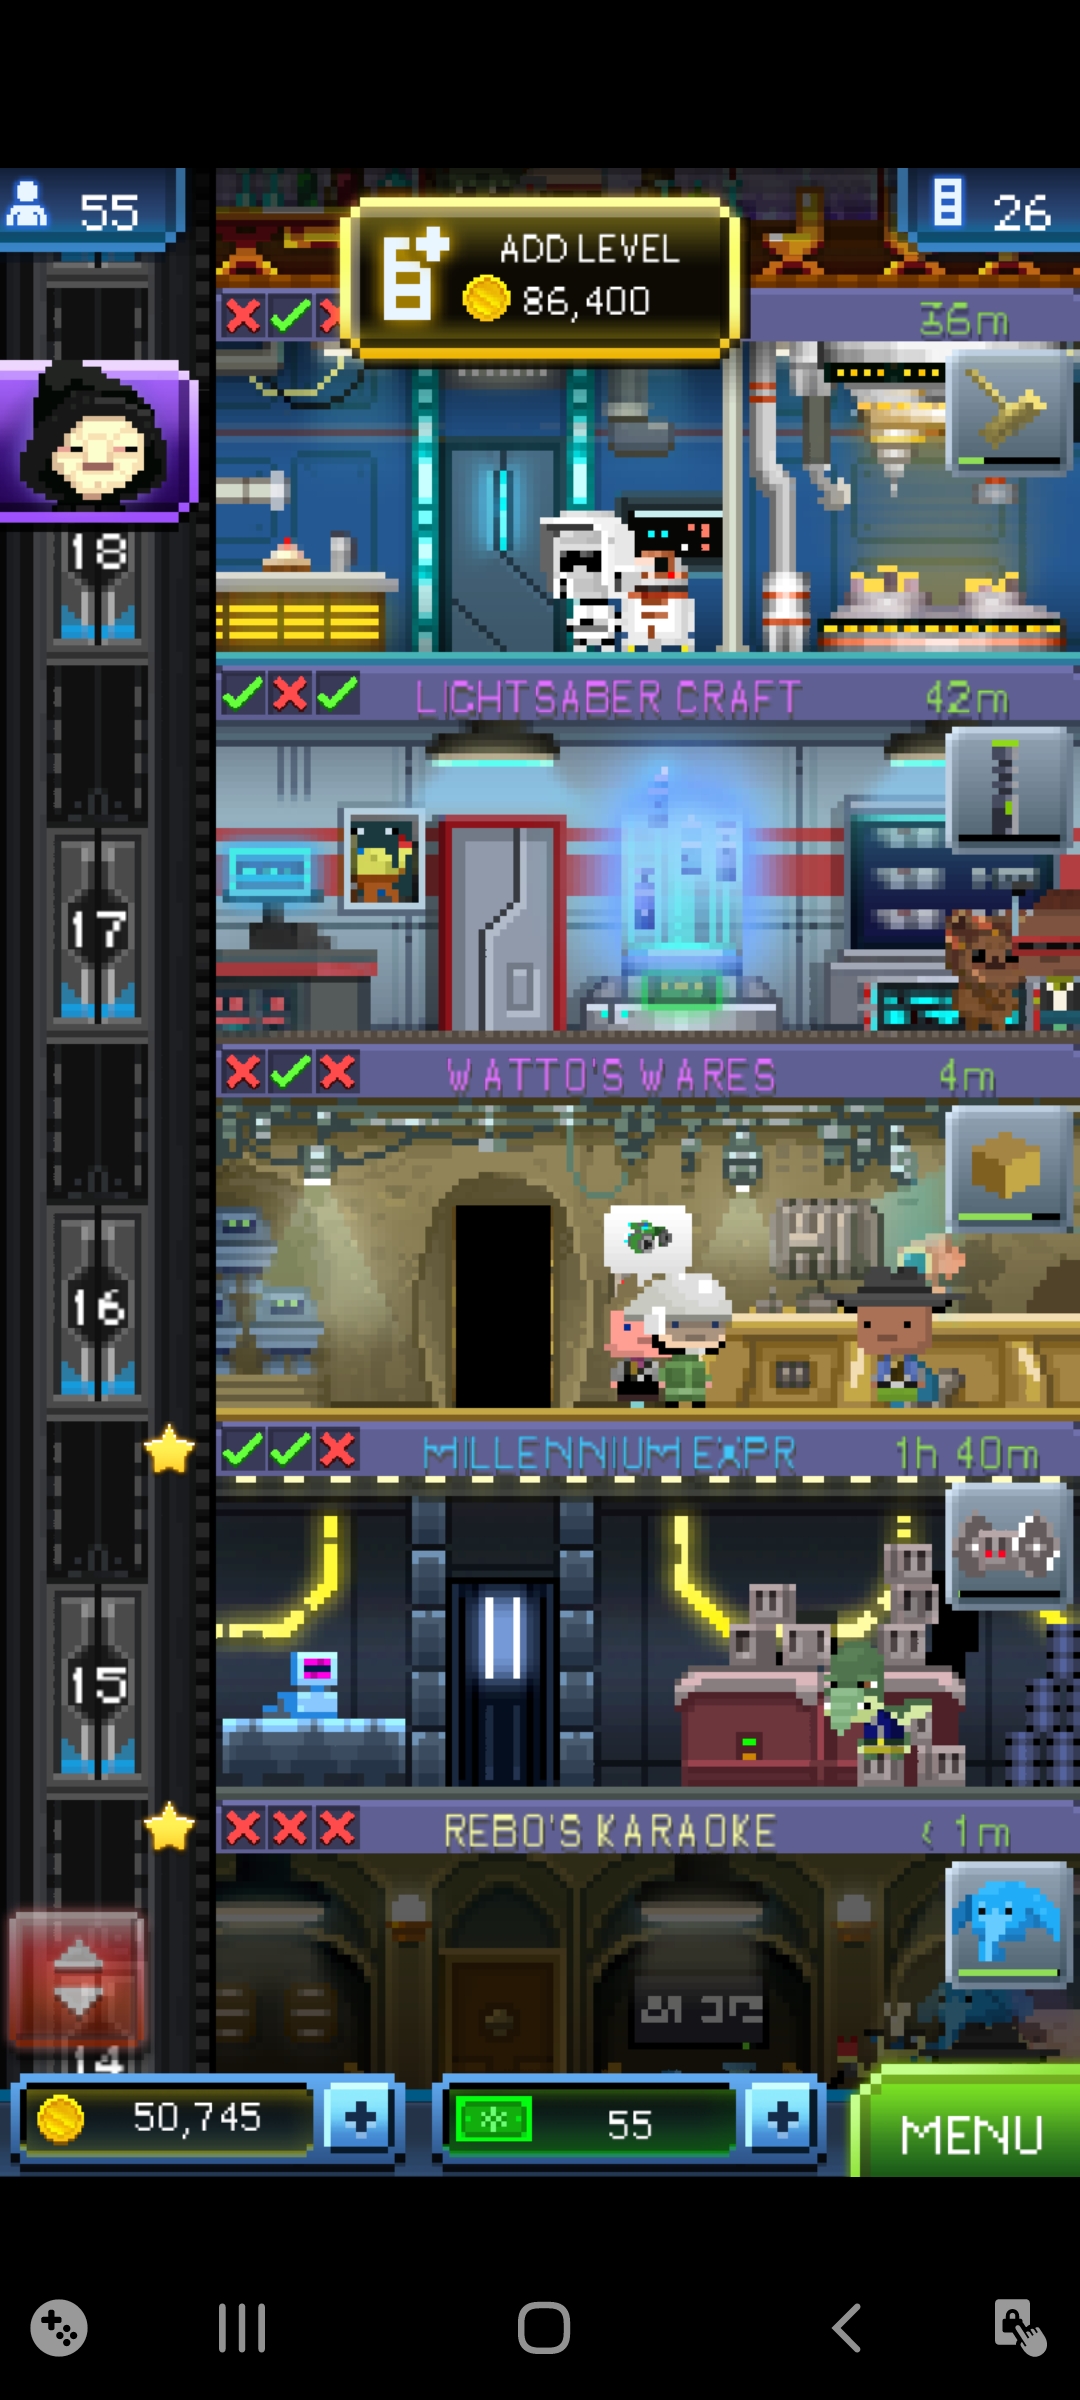 55
ADD LEVEL
86,400
26
36m
18
LIGHTSABER CRAFT
42m
17
WATTO'S WARES
4m
16
MILLENNIUM EXPR
1h 40m
15
REBO'S KARAOKE
< 1m
14
50,745
55
MENU